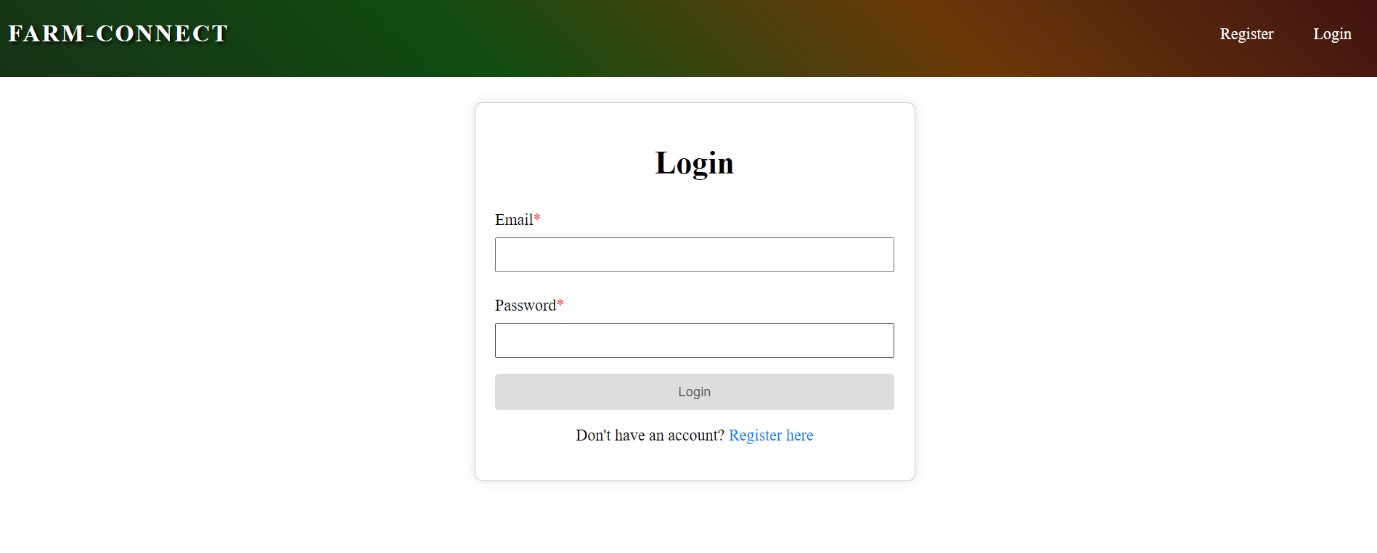 FARM-CONNECT Register Login
Login
Email*
Password*
Login
Don't have an account? Register here